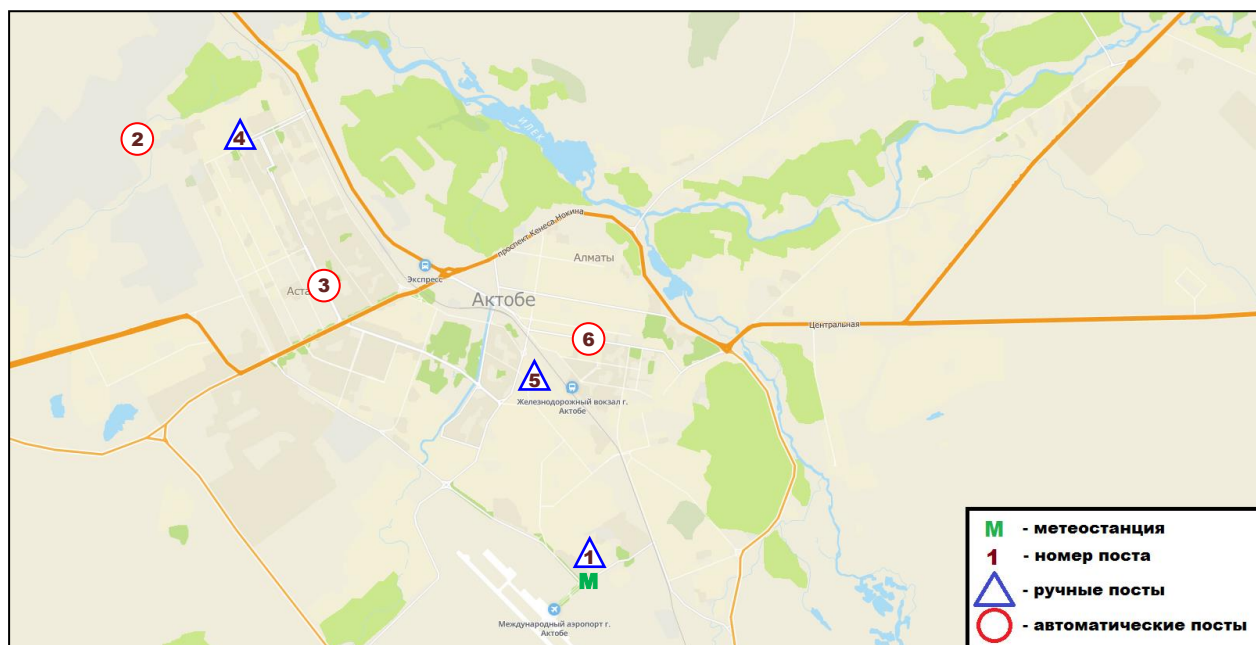 2
4
ИЛЕК
проспект Кенеса Нокина
Алматы
Экспресс
3
Актобе
Центральная
6
5
Железнодорожный вокзал г.
Актобе
1
М
Международный аэропорт г.
Актобе
М - метеостанция
1 - номер поста
- ручные посты
- автоматические посты